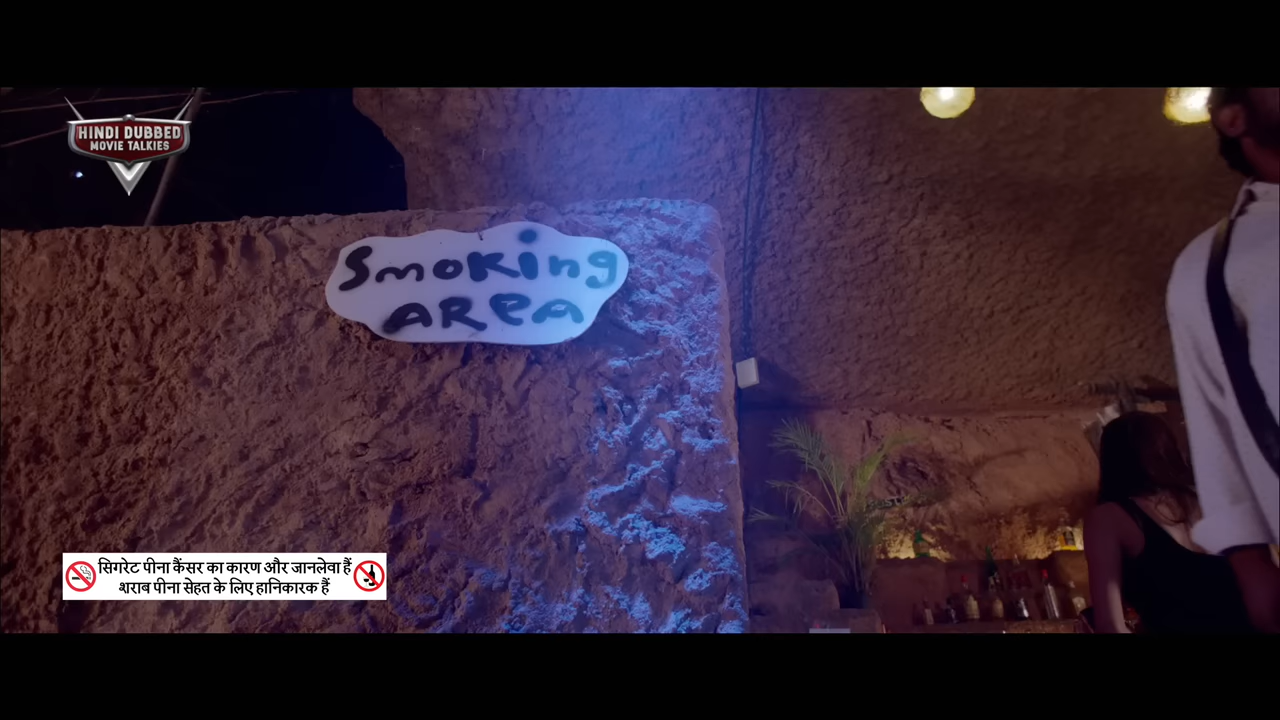 HINDI DUBBED
MOVIE TALKIES
Smoking
AReA
सिगरेट पीना कैंसर का कारण और जानलेवा हैं
शराब पीना सेहत के लिए हानिकारक हैं